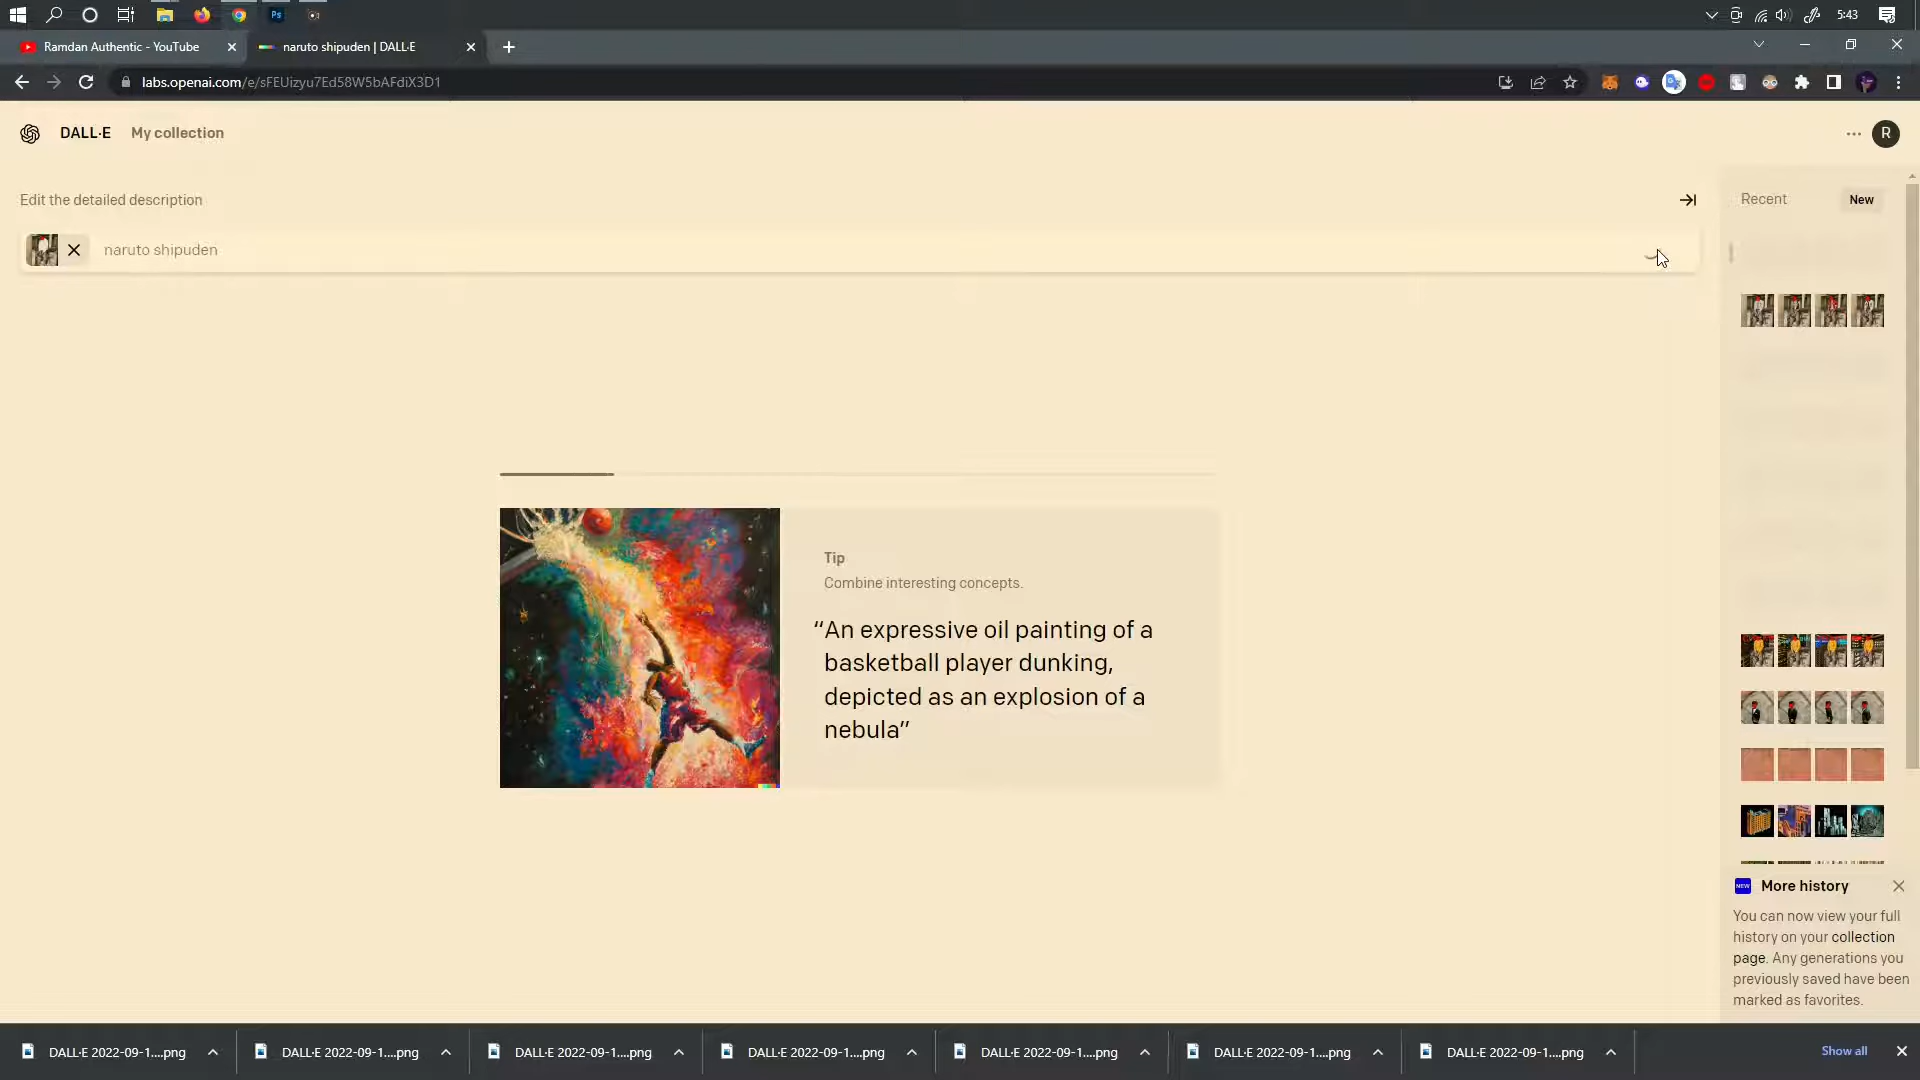 5:43
Ramdan Authentic - YouTube
naruto shipuden | DALL·E
labs.openai.com/e/sFEUizyu7Ed58W5bAFdiX3D1
DALL·E
My collection
R
Edit the detailed description
naruto shipuden
Recent
New
Tip
Combine interesting concepts.
“An expressive oil painting of a
basketball player dunking,
depicted as an explosion of a
nebula”
NEW More history
You can now view your full
history on your collection
page. Any generations you
previously saved have been
marked as favorites.
DALL·E 2022-09-1....png
DALL·E 2022-09-1....png
DALL·E 2022-09-1....png
DALL·E 2022-09-1....png
DALL·E 2022-09-1....png
DALL·E 2022-09-1....png
DALL·E 2022-09-1....png
Show all